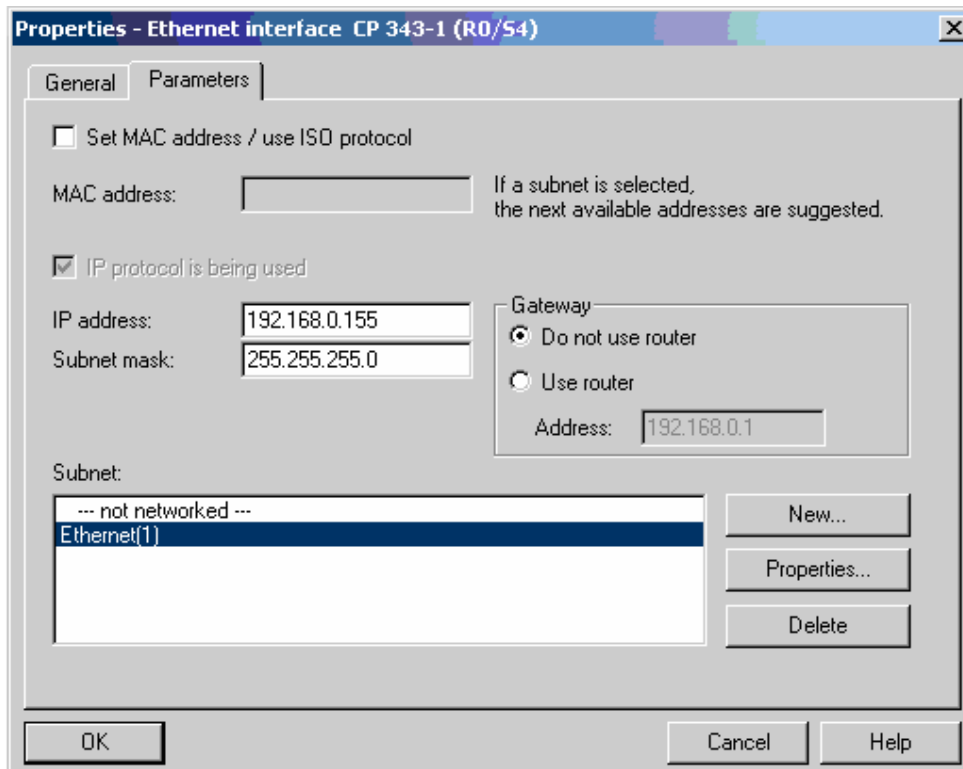 Properties - Ethernet interface  CP 343-1 (R0/S4)
General
Parameters
Set MAC address / use ISO protocol
MAC address:
If a subnet is selected,
the next available addresses are suggested.
IP protocol is being used
IP address:
192.168.0.155
Subnet mask:
255.255.255.0
Gateway
Do not use router
Use router
Address:
192.168.0.1
Subnet:
--- not networked ---
Ethernet(1)
New...
Properties...
Delete
OK
Cancel
Help